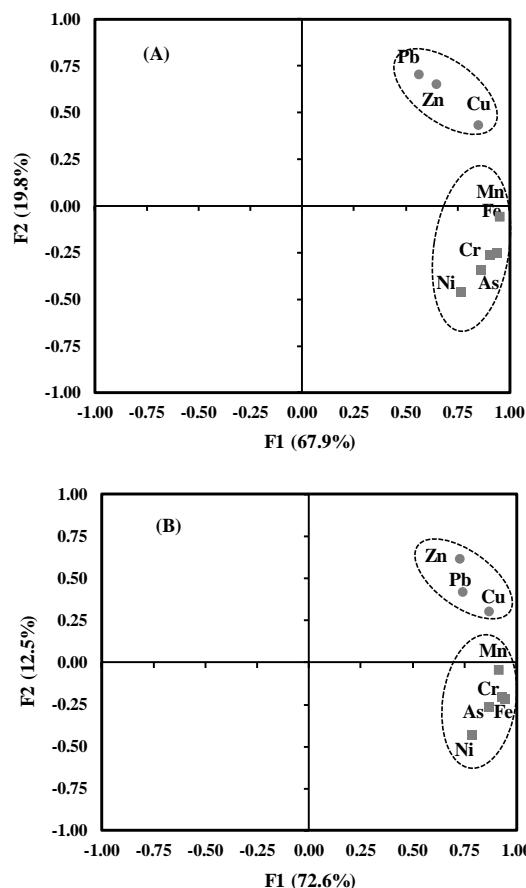 1.00
(A)
Pb
0.75
Zn
Cu
0.50
0.25
Mn
0.00
Fe
F2 (19.8%)
-0.25
Cr
Ni
As
-0.50
-0.75
-1.00
-1.00 -0.75 -0.50 -0.25 0.00 0.25 0.50 0.75 1.00
F1 (67.9%)
1.00
(B)
0.75
Zn
0.50
Pb
Cu
0.25
Mn
0.00
F2 (12.5%)
Cr
-0.25
As Fe
-0.50
Ni
-0.75
-1.00
-1.00 -0.75 -0.50 -0.25 0.00 0.25 0.50 0.75 1.00
F1 (72.6%)